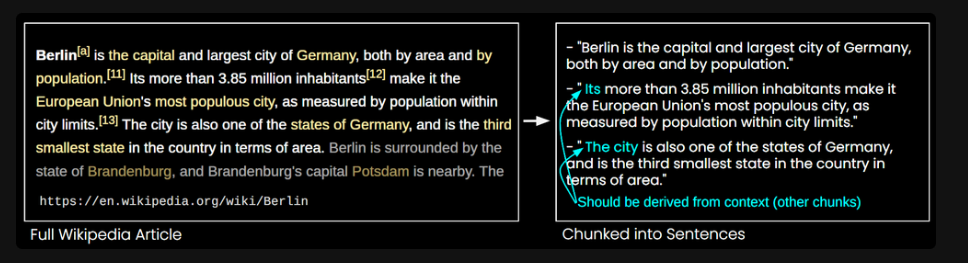 Berlin[a] is the capital and largest city of Germany, both by area and by
population.[11] Its more than 3.85 million inhabitants[12] make it the
European Union's most populous city, as measured by population within
city limits.[13] The city is also one of the states of Germany, and is the third
smallest state in the country in terms of area. Berlin is surrounded by the
state of Brandenburg, and Brandenburg's capital Potsdam is nearby. The
https://en.wikipedia.org/wiki/Berlin
Full Wikipedia Article
- "Berlin is the capital and largest city of Germany,
both by area and by population."
- " Its more than 3.85 million inhabitants make it
the European Union's most populous city, as
measured by population within city limits."
- " The city is also one of the states of Germany,
and is the third smallest state in the country in
terms of area."
Should be derived from context (other chunks)
Chunked into Sentences